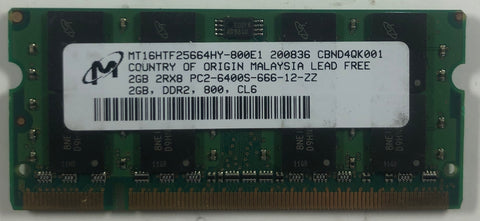 MT16HTF25664HY-800E1 200836 CBND4QK001
COUNTRY OF ORIGIN MALAYSIA LEAD FREE
2GB 2RX8 PC2-6400S-666-12-ZZ
2GB, DDR2, 800, CL6